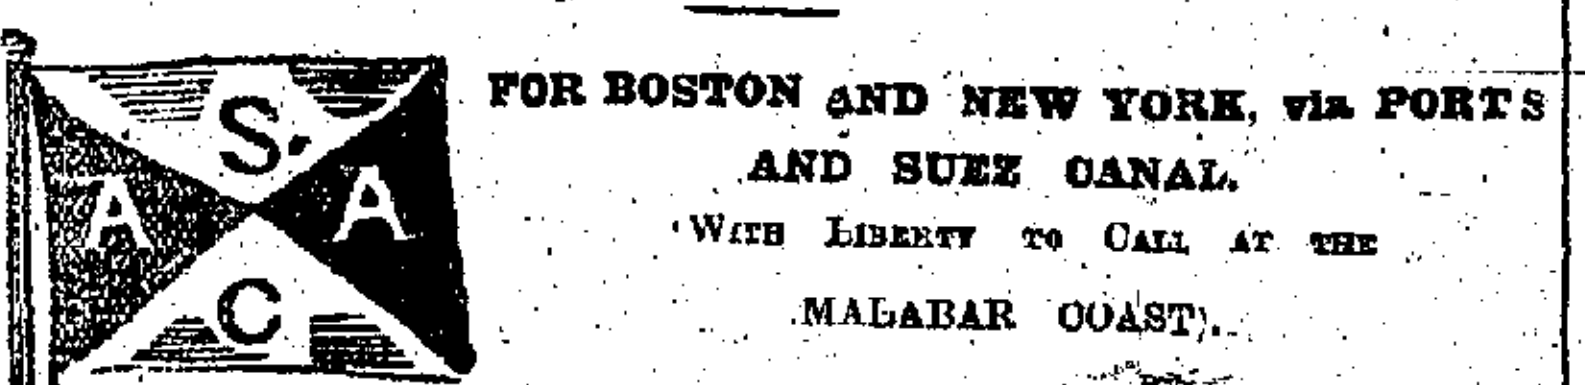 S.
A A
C
FOR BOSTON AND NEW YORK, via PORTS
AND SUEZ CANAL.
WITH LIBERTY TO CALL AT THE
MALABAR COAST).